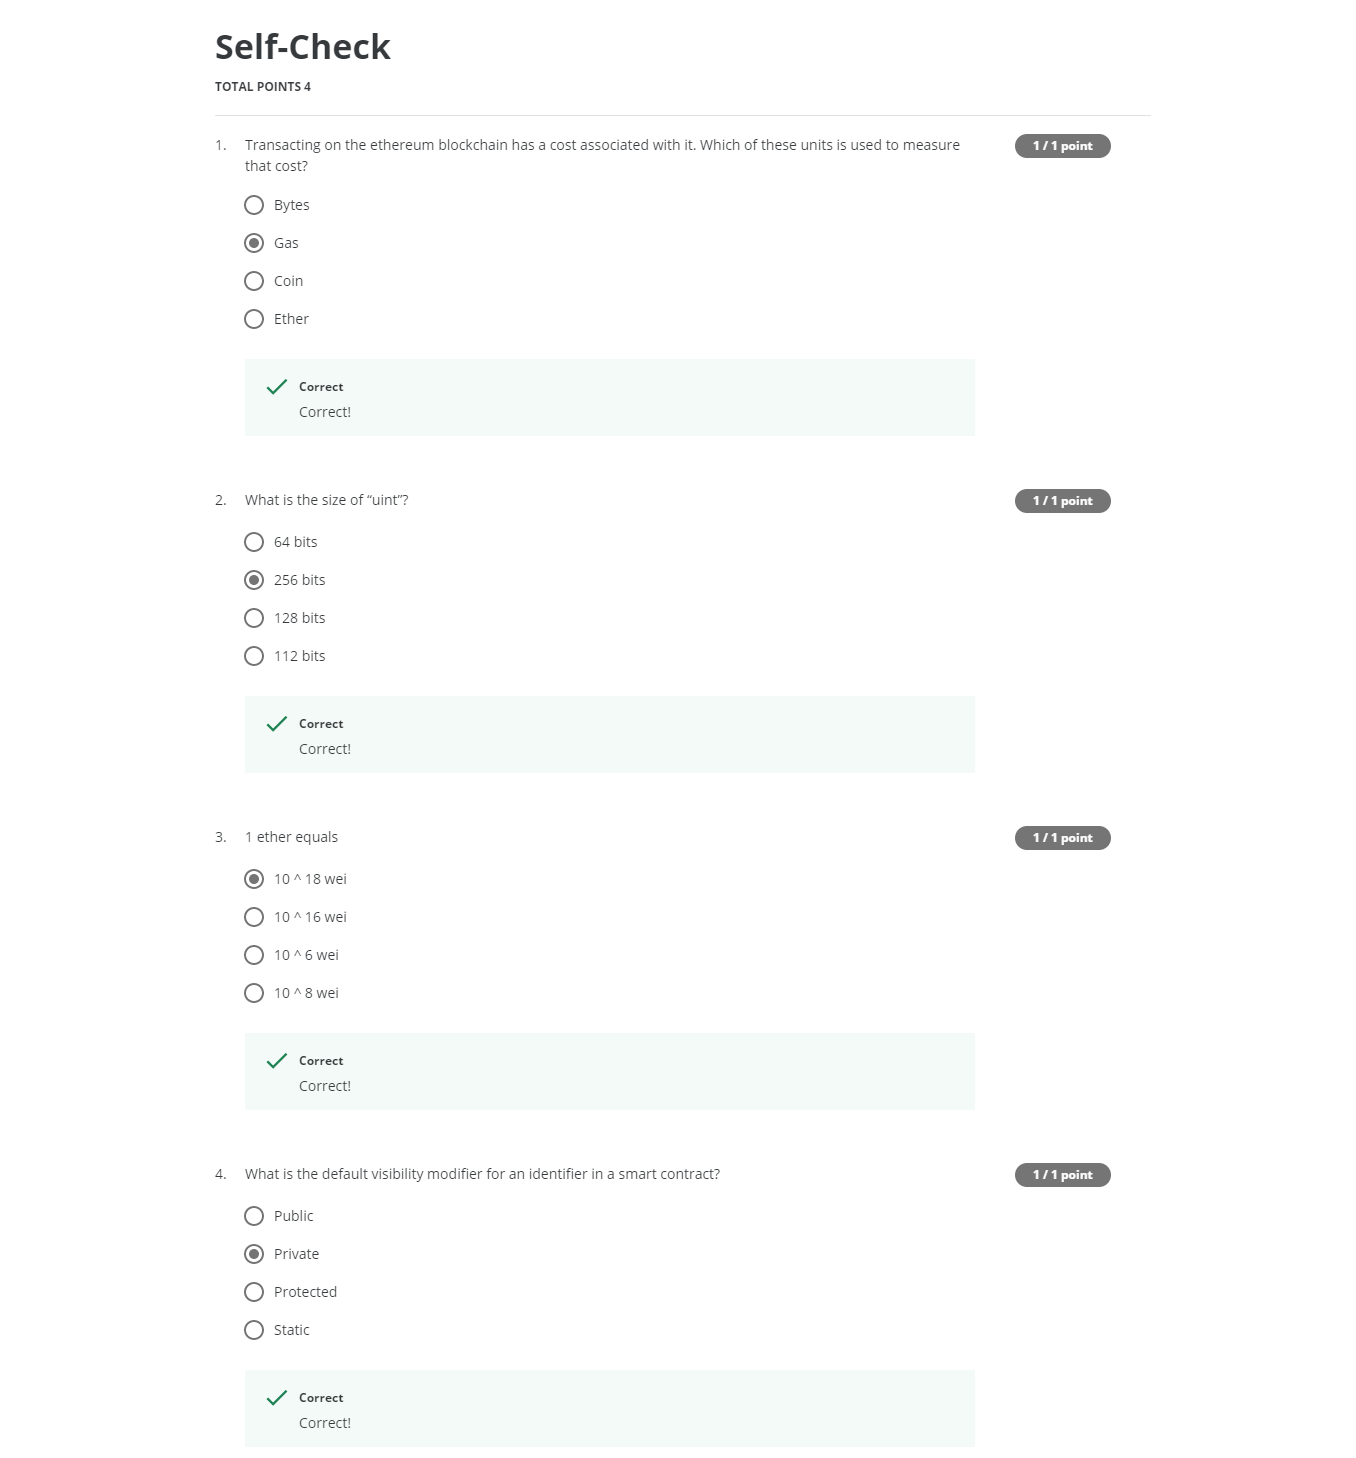 Self-Check
TOTAL POINTS 4
1. Transacting on the ethereum blockchain has a cost associated with it. Which of these units is used to measure
that cost?
1 / 1 point
Bytes
Gas
Coin
Ether
Correct
Correct!
2. What is the size of “uint”?
1 / 1 point
64 bits
256 bits
128 bits
112 bits
Correct
Correct!
3. 1 ether equals
1 / 1 point
10 ^ 18 wei
10 ^ 16 wei
10 ^ 6 wei
10 ^ 8 wei
Correct
Correct!
4. What is the default visibility modifier for an identifier in a smart contract?
1 / 1 point
Public
Private
Protected
Static
Correct
Correct!